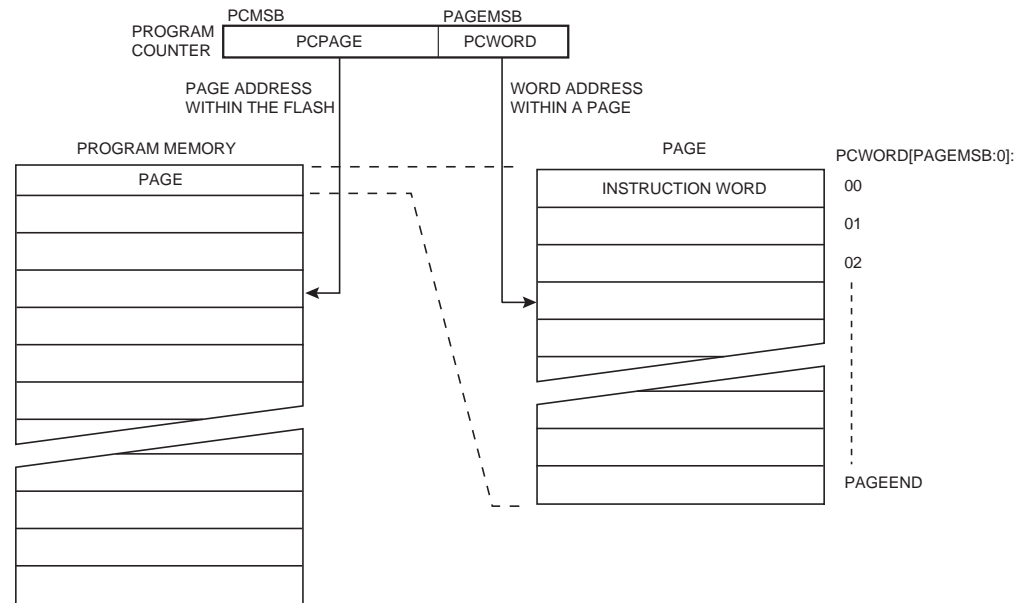 PCMSB
PAGEMSB
PROGRAM
COUNTER
PCPAGE
PCWORD
PAGE ADDRESS
WITHIN THE FLASH
WORD ADDRESS
WITHIN A PAGE
PROGRAM MEMORY
PAGE
PAGE
PCWORD[PAGEMSB:0]:
INSTRUCTION WORD
00
01
02
PAGEEND